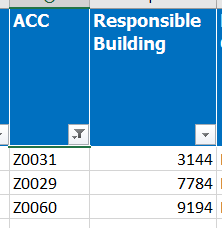 ACC Responsible Building
Z0031 3144
Z0029 7784
Z0060 9194